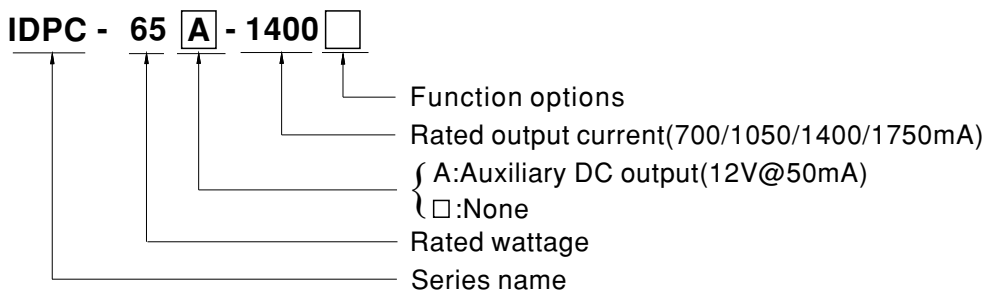 IDPC - 65 A - 1400
Function options
Rated output current(700/1050/1400/1750mA)
A:Auxiliary DC output(12V@50mA)
□:None
Rated wattage
Series name